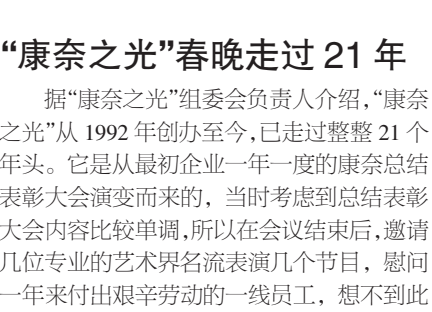 “康奈之光”春晚走过 21 年
据“康奈之光”组委会负责人介绍，“康奈
之光”从 1992 年创办至今，已走过整整 21 个
年头。它是从最初企业一年一度的康奈总结
表彰大会演变而来的，当时考虑到总结表彰
大会内容比较单调，所以在会议结束后，邀请
几位专业的艺术界名流表演几个节目，慰问
一年来付出艰辛劳动的一线员工，想不到此